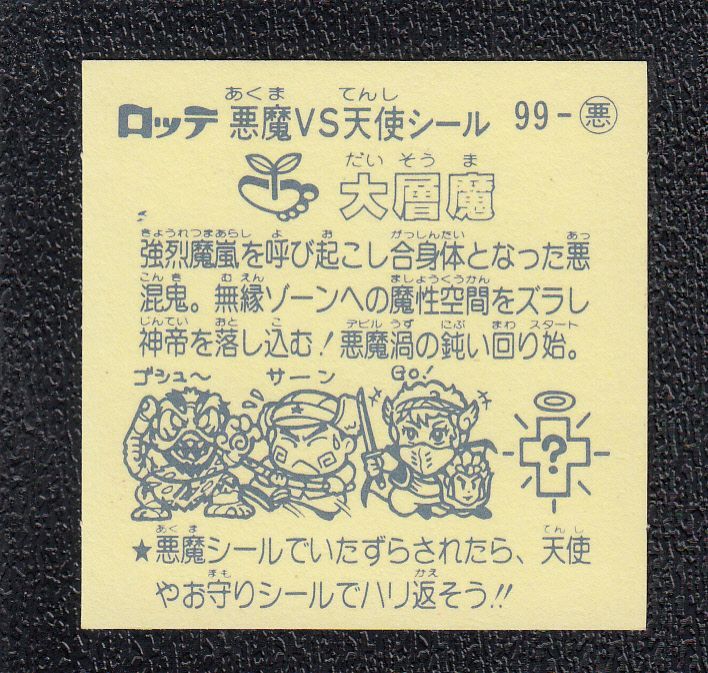 あくま てんし
ロッテ 悪魔VS天使シール 99-悪
だい そう ま
大層魔
きょうれつまあらし よ お がっしんたい あっ
強烈魔嵐を呼び起こし合身体となった悪
こん き むえん ましょうくうかん
混鬼。無縁ゾーンへの魔性空間をズラし
しんてい おと こ デビル うず にぶ まわ スタート
神帝を落し込む!悪魔渦の鈍い回り始。
ゴシュ〜 サーン GO!
?
あくま てんし
★悪魔シールでいたずらされたら、天使
まも かえ
やお守りシールでハリ返そう!!